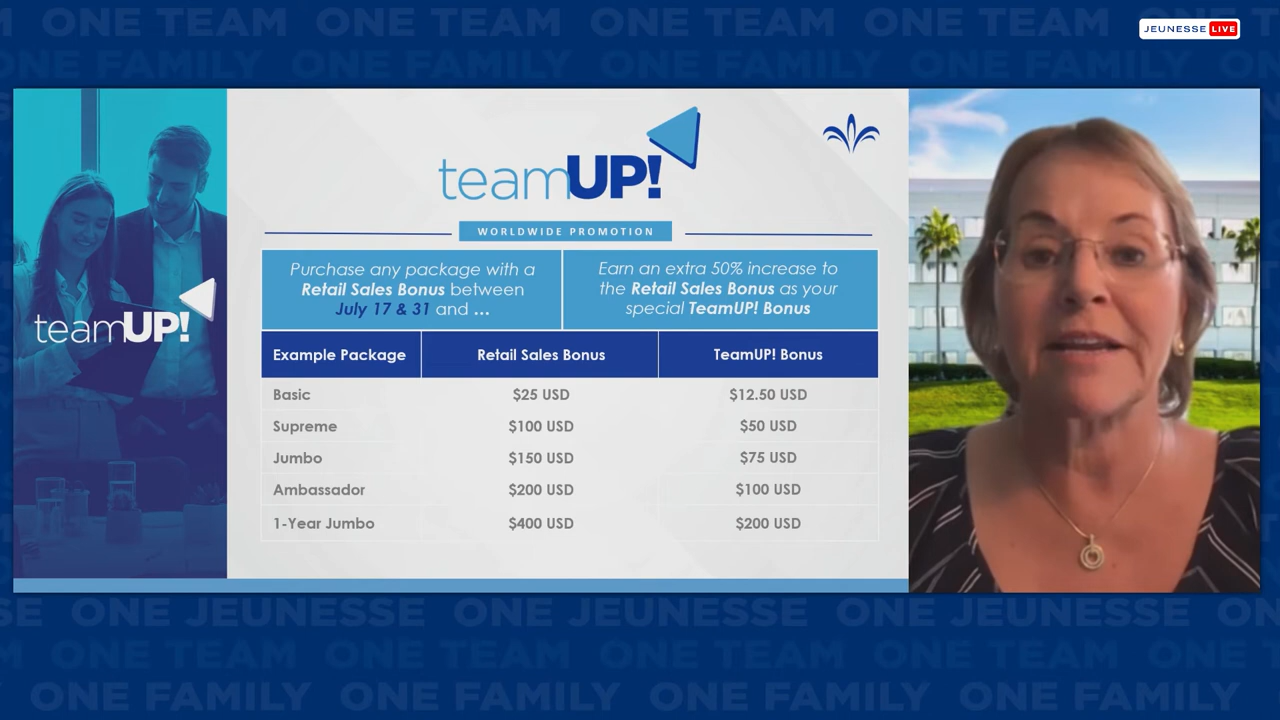 ONE TEAM ONE TEAM ONE TEAM ONE TEAM
ONE FAMILY ONE FAMILY ONE FAMILY ONE FAMILY
JEUNESSE LIVE
teamUP!
teamUP!
WORLDWIDE PROMOTION
Purchase any package with a
Retail Sales Bonus between
July 17 & 31 and ...
Earn an extra 50% increase to
the Retail Sales Bonus as your
special TeamUP! Bonus
Example Package Retail Sales Bonus TeamUP! Bonus
Basic $25 USD $12.50 USD
Supreme $100 USD $50 USD
Jumbo $150 USD $75 USD
Ambassador $200 USD $100 USD
1-Year Jumbo $400 USD $200 USD
ONE JEUNESSE ONE JEUNESSE ONE JEUNESSE
ONE TEAM ONE TEAM ONE TEAM ONE TEAM
ONE FAMILY ONE FAMILY ONE FAMILY ONE FAMILY